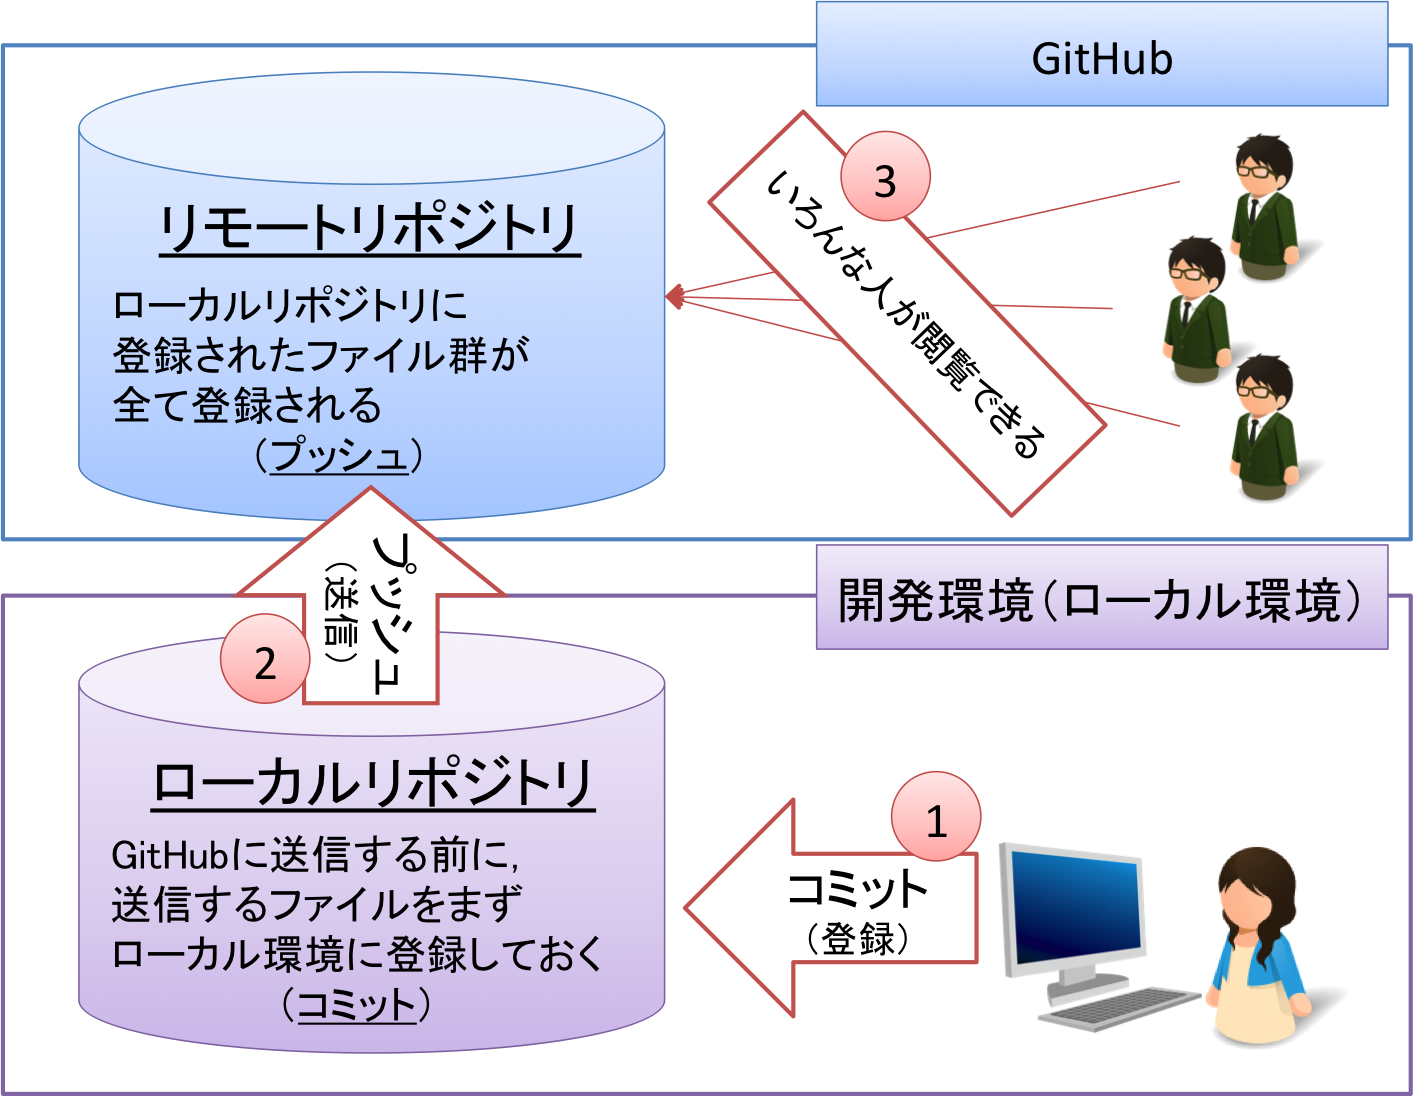 GitHub
リモートリポジトリ
ローカルリポジトリに
登録されたファイル群が
全て登録される
（プッシュ）
3
いろんな人が閲覧できる
プッシュ
（送信）
2
開発環境（ローカル環境）
ローカルリポジトリ
GitHubに送信する前に,
送信するファイルをまず
ローカル環境に登録しておく
（コミット）
1
コミット
（登録）